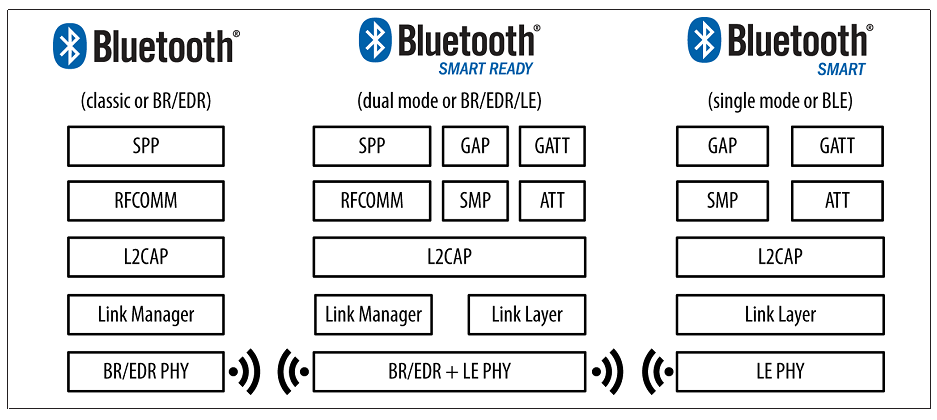 Bluetooth®
(classic or BR/EDR)
SPP
RFCOMM
L2CAP
Link Manager
BR/EDR PHY
Bluetooth®
SMART READY
(dual mode or BR/EDR/LE)
SPP GAP GATT
RFCOMM SMP ATT
L2CAP
Link Manager Link Layer
BR/EDR + LE PHY
Bluetooth®
SMART
(single mode or BLE)
GAP GATT
SMP ATT
L2CAP
Link Layer
LE PHY